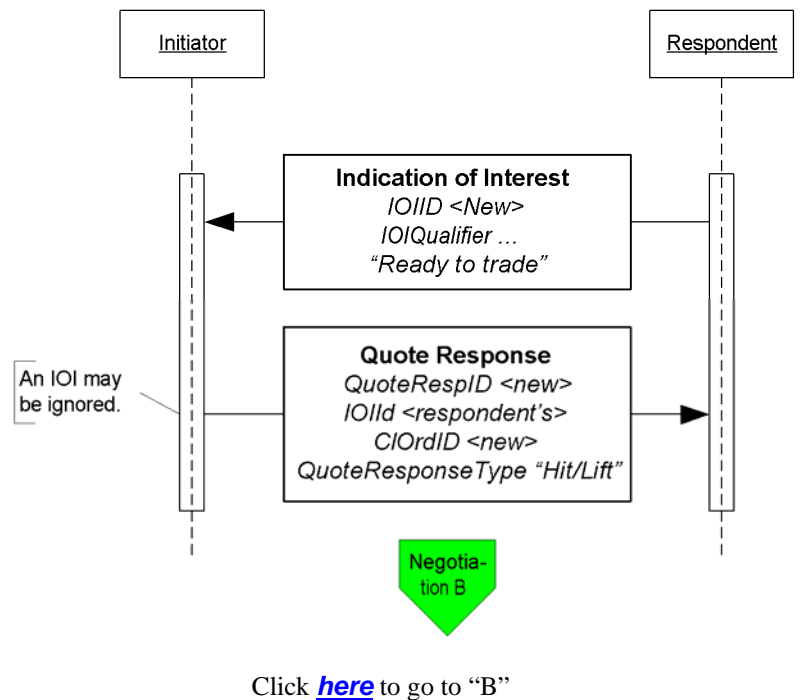 Initiator
Respondent
Indication of Interest
IOIID <New>
IOIQualifier ...
“Ready to trade”
An IOI may
be ignored.
Quote Response
QuoteRespID <new>
IOIId <respondent's>
ClOrdID <new>
QuoteResponseType “Hit/Lift”
Negotia-
tion B
Click here to go to “B”